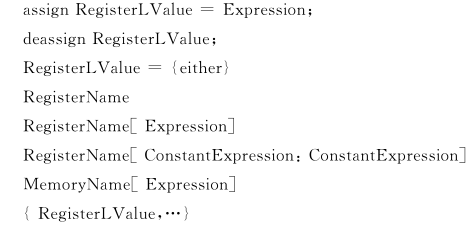 assign RegisterLValue = Expression;
deassign RegisterLValue;
RegisterLValue = {either}
RegisterName
RegisterName[ Expression]
RegisterName[ ConstantExpression: ConstantExpression]
MemoryName[ Expression]
{ RegisterLValue,…}